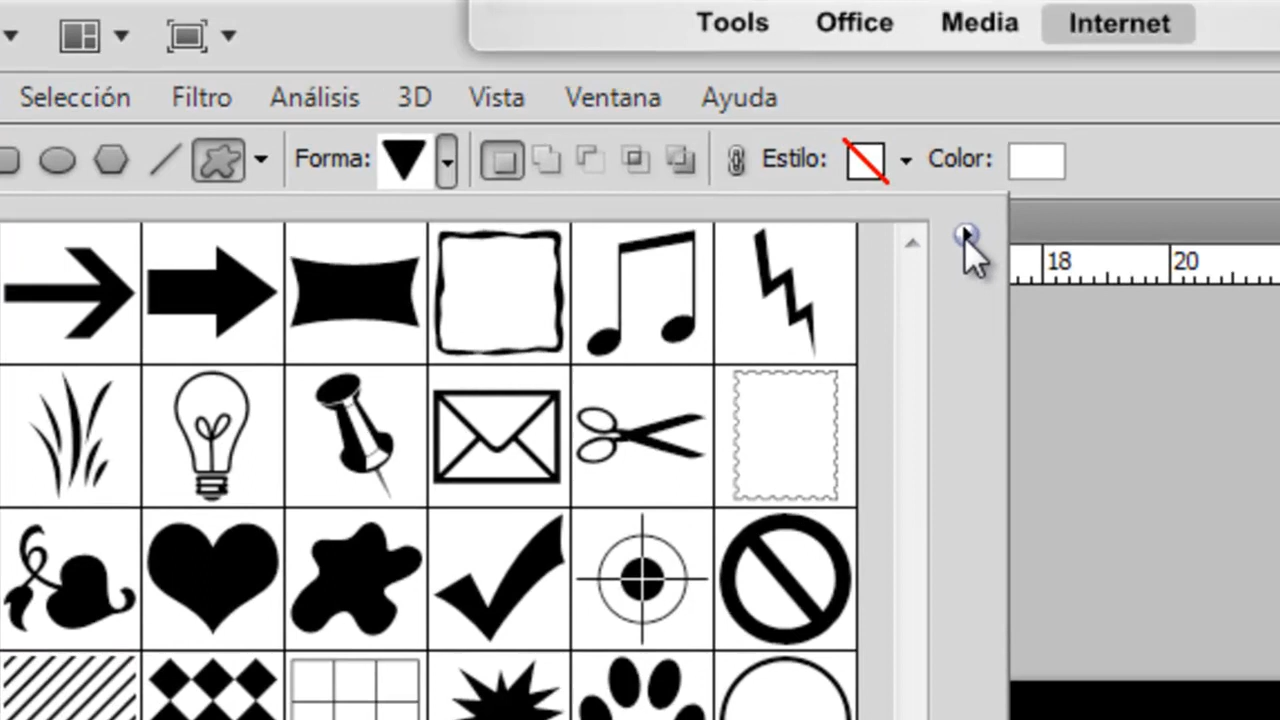 Tools Office Media Internet
Selección Filtro Análisis 3D Vista Ventana Ayuda
Forma: Estilo: Color:
18 20